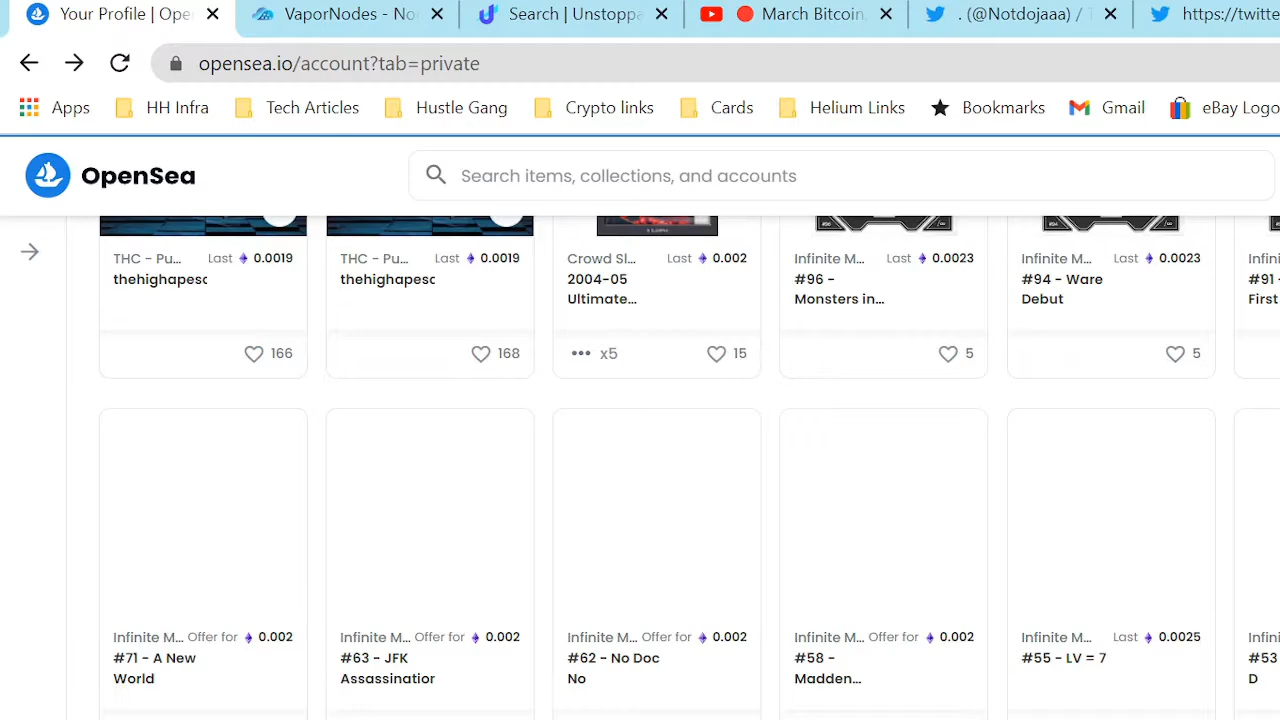 Your Profile | Ope
VaporNodes - No
Search | Unstoppa
March Bitcoin
. (@Notdojaaa) / T
https://twitte
opensea.io/account?tab=private
Apps
HH Infra
Tech Articles
Hustle Gang
Crypto links
Cards
Helium Links
Bookmarks
Gmail
eBay Logo
OpenSea
Search items, collections, and accounts
THC - Pu... Last 0.0019
thehighapesc
166
THC - Pu... Last 0.0019
thehighapesc
168
Crowd Sl... Last 0.002
2004-05
Ultimate...
••• x5
15
Infinite M... Last 0.0023
#96 -
Monsters in...
5
Infinite M... Last 0.0023
#94 - Ware
Debut
5
Infini
#91 -
First
Infinite M... Offer for 0.002
#71 - A New
World
Infinite M... Offer for 0.002
#63 - JFK
Assassination
Infinite M... Offer for 0.002
#62 - No Doc
No
Infinite M... Offer for 0.002
#58 -
Madden...
Infinite M... Last 0.0025
#55 - LV = 7
Infini
#53
D